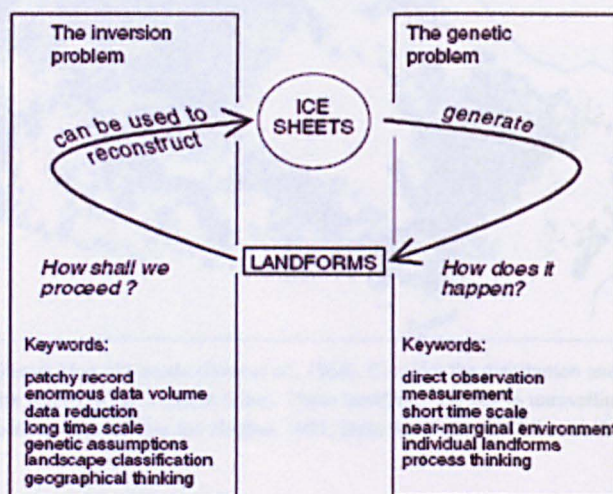 The inversion
problem
The genetic
problem
ICE
SHEETS
can be used to
reconstruct
generate
LANDFORMS
How shall we
proceed ?
How does it
happen?
Keywords:
patchy record
enormous data volume
data reduction
long time scale
genetic assumptions
landscape classification
geographical thinking
Keywords:
direct observation
measurement
short time scale
near-marginal environment
individual landforms
process thinking